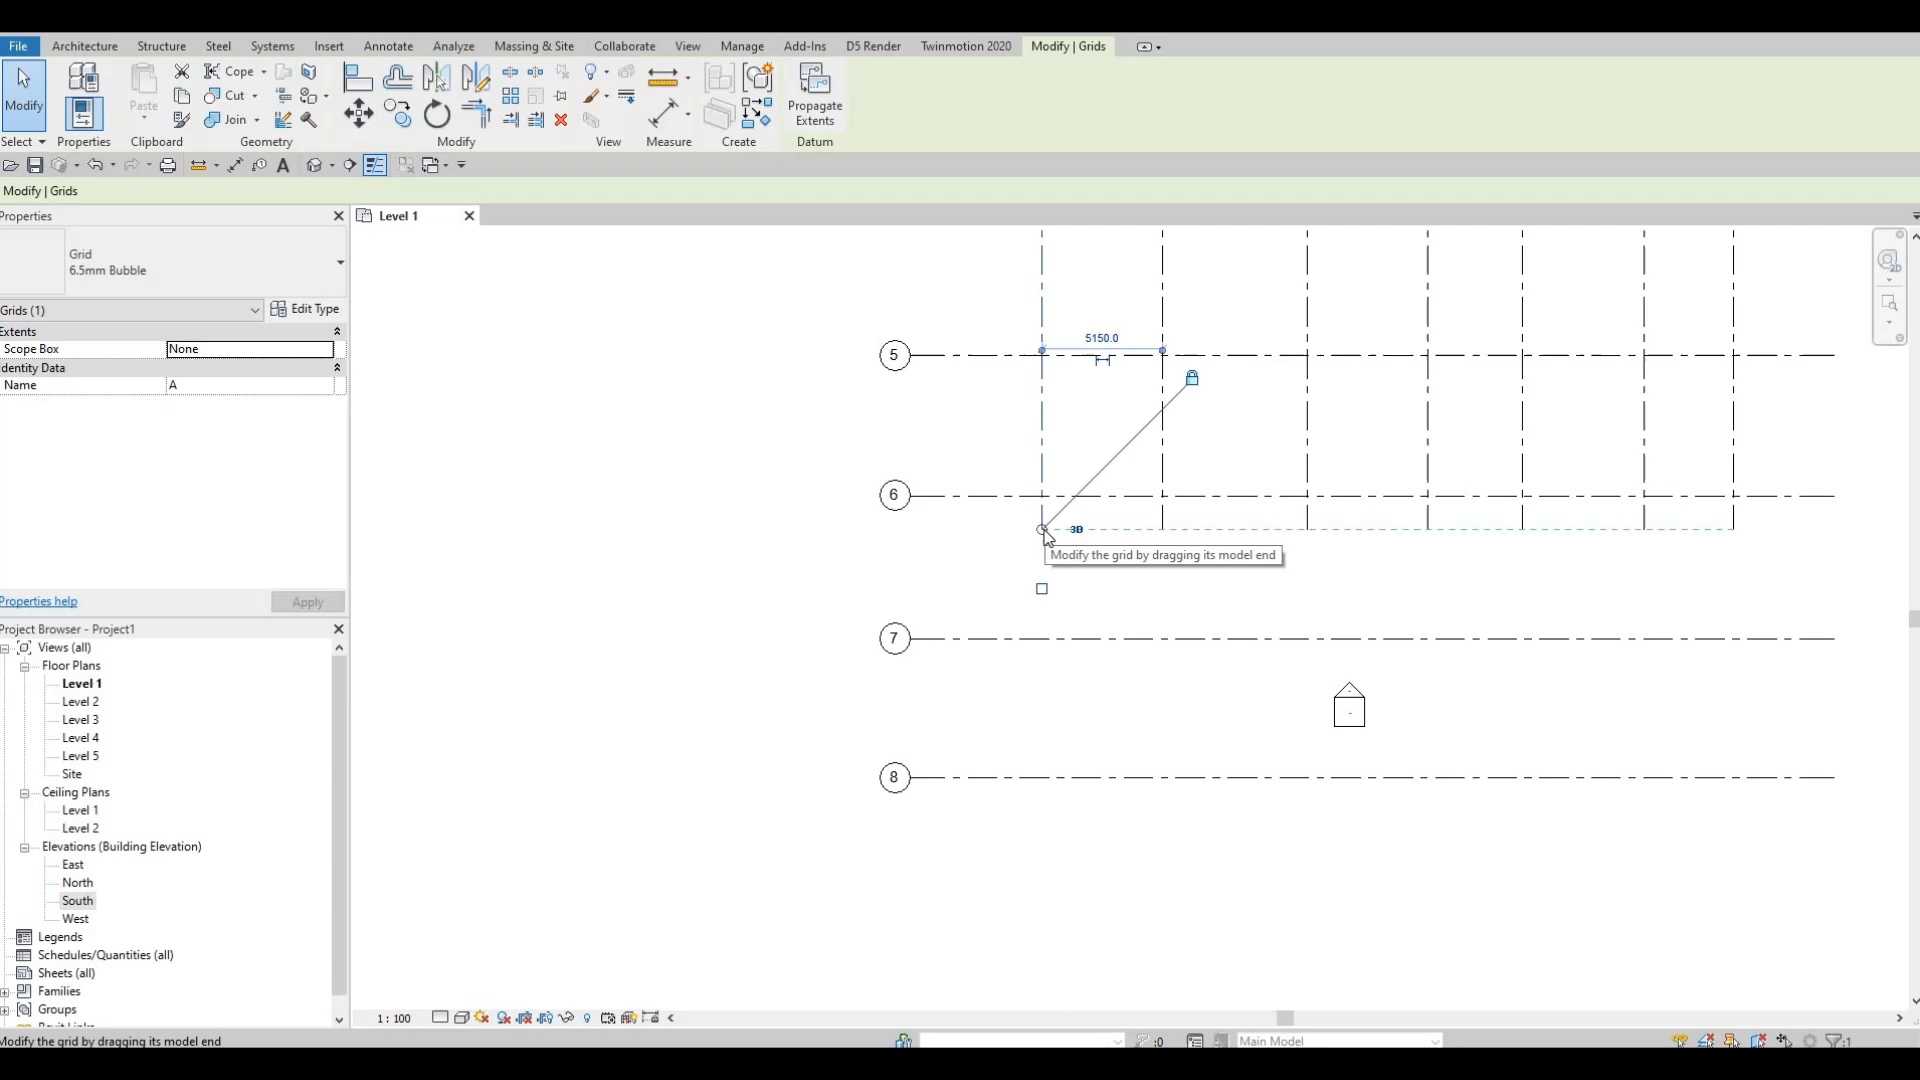 File Architecture Structure Steel Systems Insert Annotate Analyze Massing & Site Collaborate View Manage Add-Ins D5 Render Twinmotion 2020 Modify | Grids
Modify
Paste
Cope
Cut
Join
Propagate
Extents
Select Properties Clipboard Geometry Modify View Measure Create Datum
Modify | Grids
Properties
Level 1
Grid
6.5mm Bubble
Grids (1)
Edit Type
Extents
Scope Box None
Identity Data
Name A
Properties help
Apply
Project Browser - Project1
Views (all)
Floor Plans
Level 1
Level 2
Level 3
Level 4
Level 5
Site
Ceiling Plans
Level 1
Level 2
Elevations (Building Elevation)
East
North
South
West
Legends
Schedules/Quantities (all)
Sheets (all)
Families
Groups
2D
5150.0
5
6
3D
Modify the grid by dragging its model end
7
8
1 : 100
Modify the grid by dragging its model end
:0
Main Model
:1